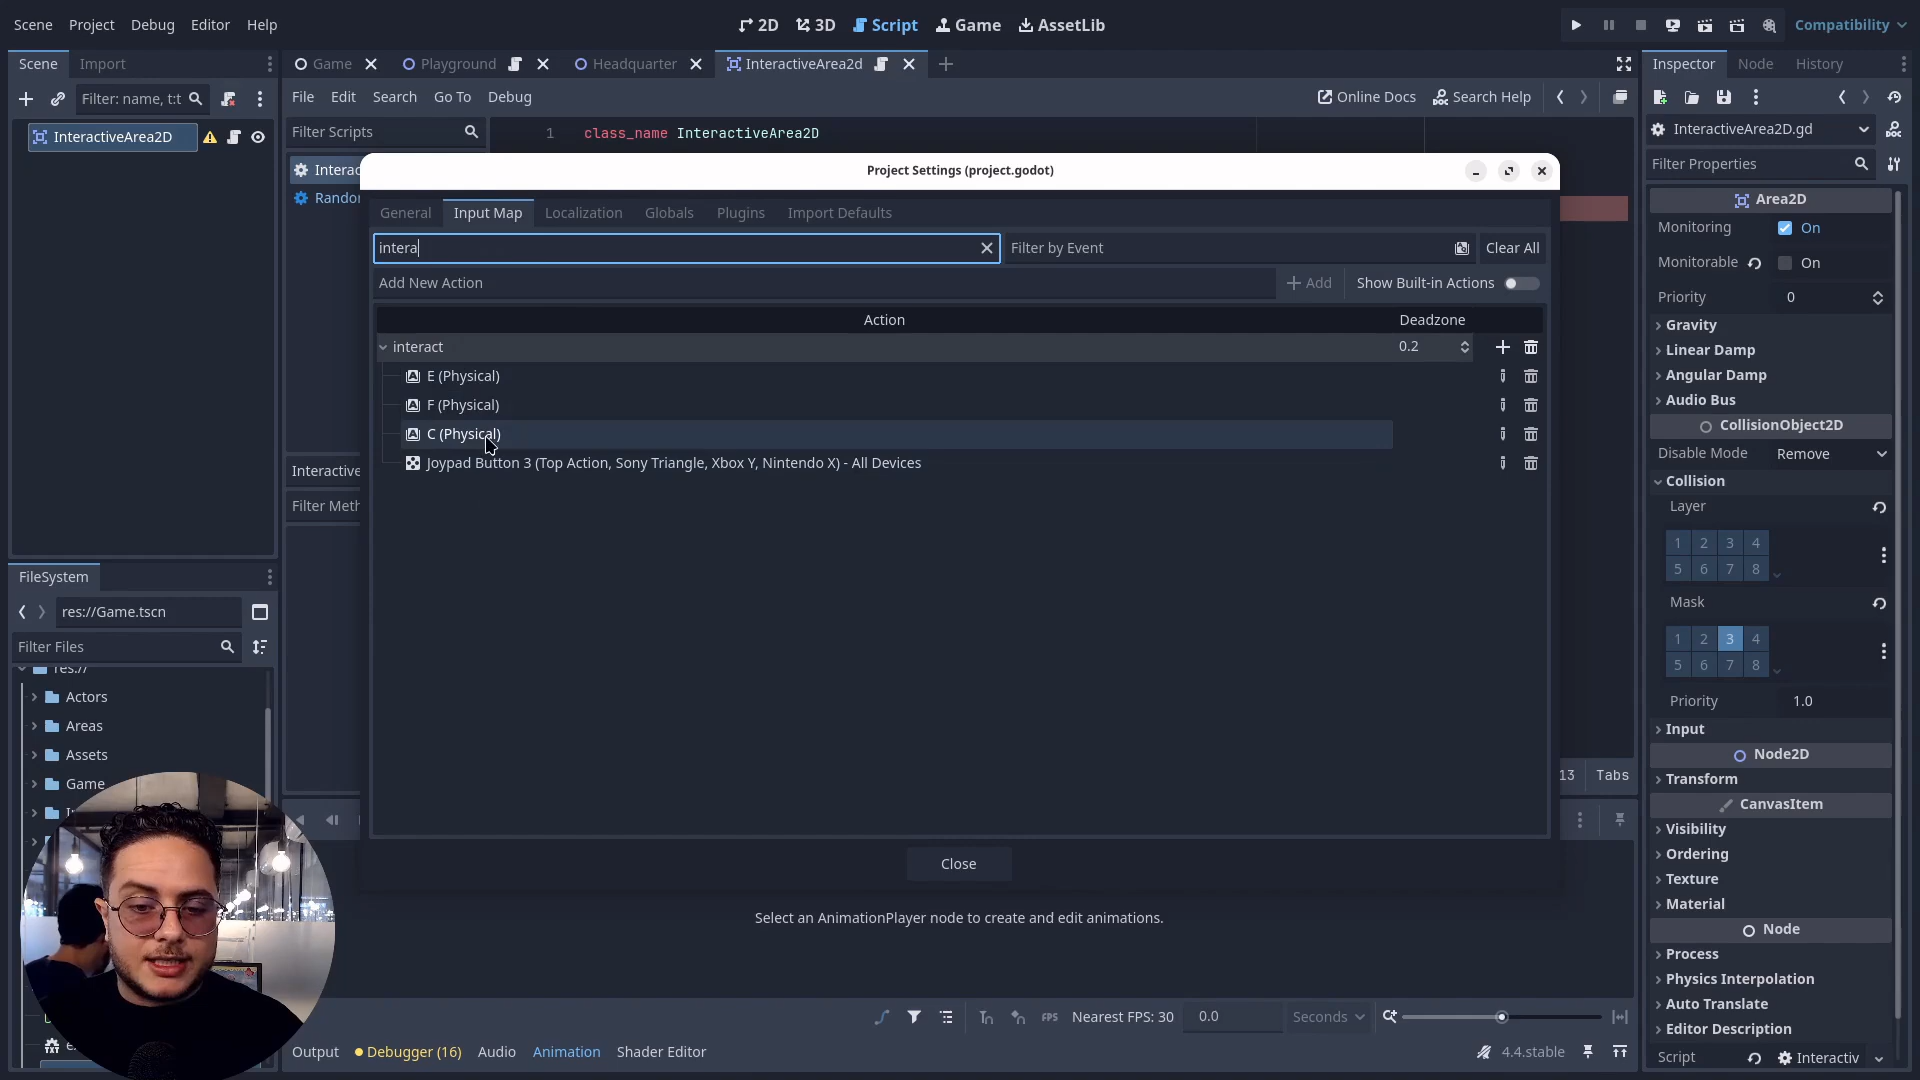 Scene Project Debug Editor Help
2D 3D Script Game AssetLib
Compatibility
Scene Import
Game Playground Headquarter InteractiveArea2d
Inspector Node History
Filter: name, t:t
File Edit Search Go To Debug
Online Docs Search Help
InteractiveArea2D
Filter Scripts
1 class_name InteractiveArea2D
InteractiveArea2D.gd
Filter Properties
Interac
Randor
Project Settings (project.godot)
General Input Map Localization Globals Plugins Import Defaults
intera
Filter by Event
Clear All
Add New Action
Add
Show Built-in Actions
Action Deadzone
interact 0.2
E (Physical)
F (Physical)
C (Physical)
Joypad Button 3 (Top Action, Sony Triangle, Xbox Y, Nintendo X) - All Devices
Close
Interactive
Filter Meth
13 Tabs
Area2D
Monitoring On
Monitorable On
Priority 0
Gravity
Linear Damp
Angular Damp
Audio Bus
CollisionObject2D
Disable Mode Remove
Collision
Layer
1 2 3 4
5 6 7 8
Mask
1 2 3 4
5 6 7 8
Priority 1.0
Input
Node2D
Transform
CanvasItem
Visibility
Ordering
Texture
Material
Node
Process
Physics Interpolation
Auto Translate
Editor Description
Script Interactiv
FileSystem
res://Game.tscn
Filter Files
res://
Actors
Areas
Assets
Game
Select an AnimationPlayer node to create and edit animations.
FPS Nearest FPS: 30 0.0 Seconds
Output Debugger (16) Audio Animation Shader Editor
4.4.stable